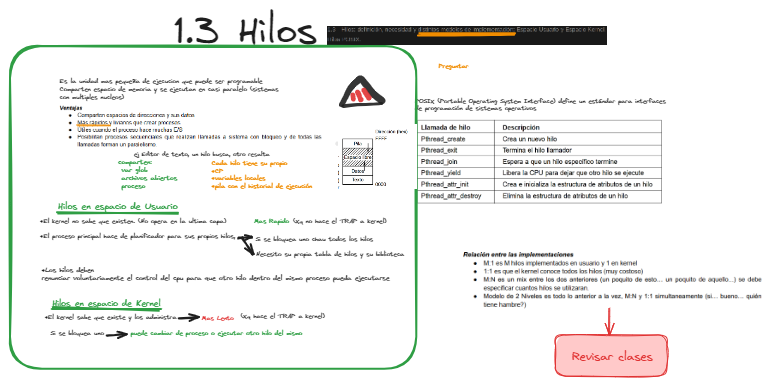 1.3 Hilos
1.3 Hilos: definición, necesidad y distintos modelos de implementación: Espacio Usuario y Espacio Kernel.
Hilos POSIX.
Es la unidad mas pequeña de ejecucion que puede ser programable
Comparten espacio de memoria y se ejecutan en casi paralelo (sistemas
con multiples nucleos)
Ventajas
● Comparten espacios de direcciones y sus datos
● Mas rápidos y livianos que crear procesos
● Útiles cuando el proceso hace muchas E/S
● Posibilitan procesos secuenciales que realizan llamadas a sistema con bloqueo y de todas las
llamadas forman un paralelismo.
ej Editor de texto, un hilo busca, otro resalta
comparten:
var glob
archivos abiertos
proceso
Cada hilo tiene su propio
•CP
•variables locales
•pila con el historial de ejecución
Dirección (hex)
FFFF
Pila
Espacio libre
Datos
Texto
0000
Hilos en espacio de Usuario
•El kernel no sabe que existen. (No opera en la ultima capa)
Mas Rapido (xq no hace el TRAP a kernel)
•El proceso principal hace de planificador para sus propios hilos,
Si se bloquea uno chau todos los hilos
Necesito su propia tabla de hilos y su biblioteca
•Los hilos deben
renunciar voluntariamente el control del cpu para que otro hilo dentro del mismo proceso pueda ejecutarse
Hilos en espacio de Kernel
•El kernel sabe que existe y los administra
Mas Lento (xq hace el TRAP a kernel)
Si se bloquea uno
puede cambiar de proceso o ejecutar otro hilo del mismo
Preguntar
POSIX (Portable Operating System Interface) define un estándar para interfaces
de programación de sistemas operativos
Llamada de hilo Descripción
Pthread_create Crea un nuevo hilo
Pthread_exit Termina el hilo llamador
Pthread_join Espera a que un hilo específico termine
Pthread_yield Libera la CPU para dejar que otro hilo se ejecute
Pthread_attr_init Crea e inicializa la estructura de atributos de un hilo
Pthread_attr_destroy Elimina la estructura de atributos de un hilo
Relación entre las implementaciones
● M:1 es M hilos implementados en usuario y 1 en kernel
● 1:1 es que el kernel conoce todos los hilos (muy costoso)
● M:N es un mix entre los dos anteriores (un poquito de esto... un poquito de aquello...) se debe
especificar cuantos hilos se utilizaran.
● Modelo de 2 Niveles es todo lo anterior a la vez, M:N y 1:1 simultaneamente (si... bueno... quién
tiene hambre?)
Revisar clases